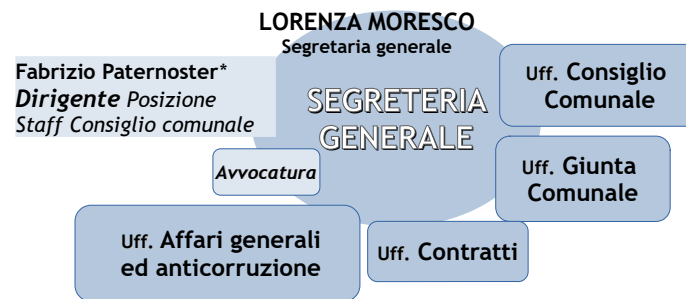 LORENZA MORESCO
Segretaria generale
Fabrizio Paternoster*
Dirigente Posizione
Staff Consiglio comunale
SEGRETERIA
GENERALE
Uff. Consiglio
Comunale
Avvocatura
Uff. Giunta
Comunale
Uff. Affari generali
ed anticorruzione
Uff. Contratti